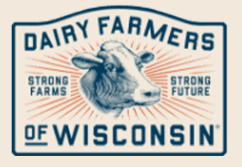 DAIRY FARMERS
STRONG FARMS
STRONG FUTURE
OF WISCONSIN®